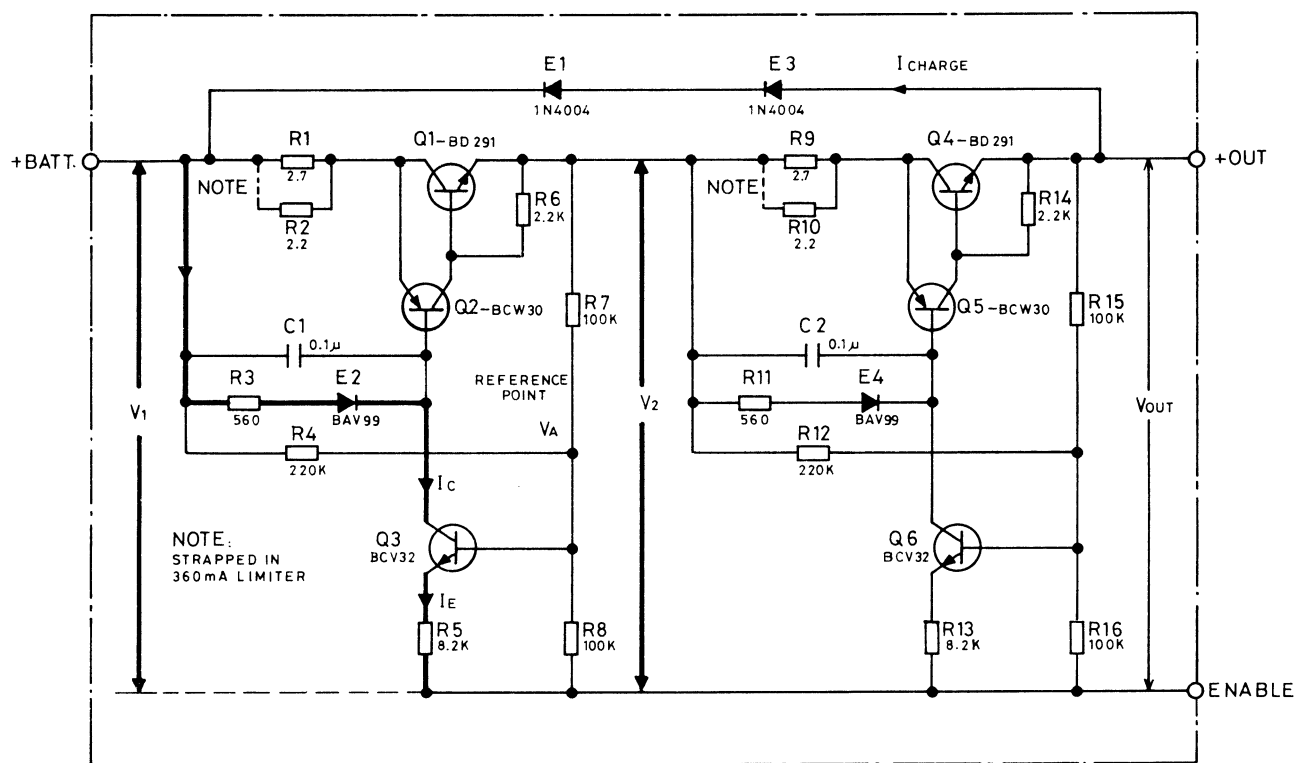 E1
1N4004
E3
1N4004
I CHARGE
+BATT.
R1
2.7
NOTE
R2
2.2
Q1-BD 291
R6
2.2K
R9
2.7
NOTE
R10
2.2
Q4-BD 291
R14
2.2K
+OUT
Q2-BCW30
R7
100K
Q5-BCW30
R15
100K
C1
0.1µ
C2
0.1µ
V1
R3
560
E2
BAV99
REFERENCE
POINT
VA
V2
R11
560
E4
BAV99
VOUT
R4
220K
R12
220K
IC
NOTE:
STRAPPED IN
360mA LIMITER
Q3
BCV32
Q6
BCV32
IE
R5
8.2K
R8
100K
R13
8.2K
R16
100K
ENABLE